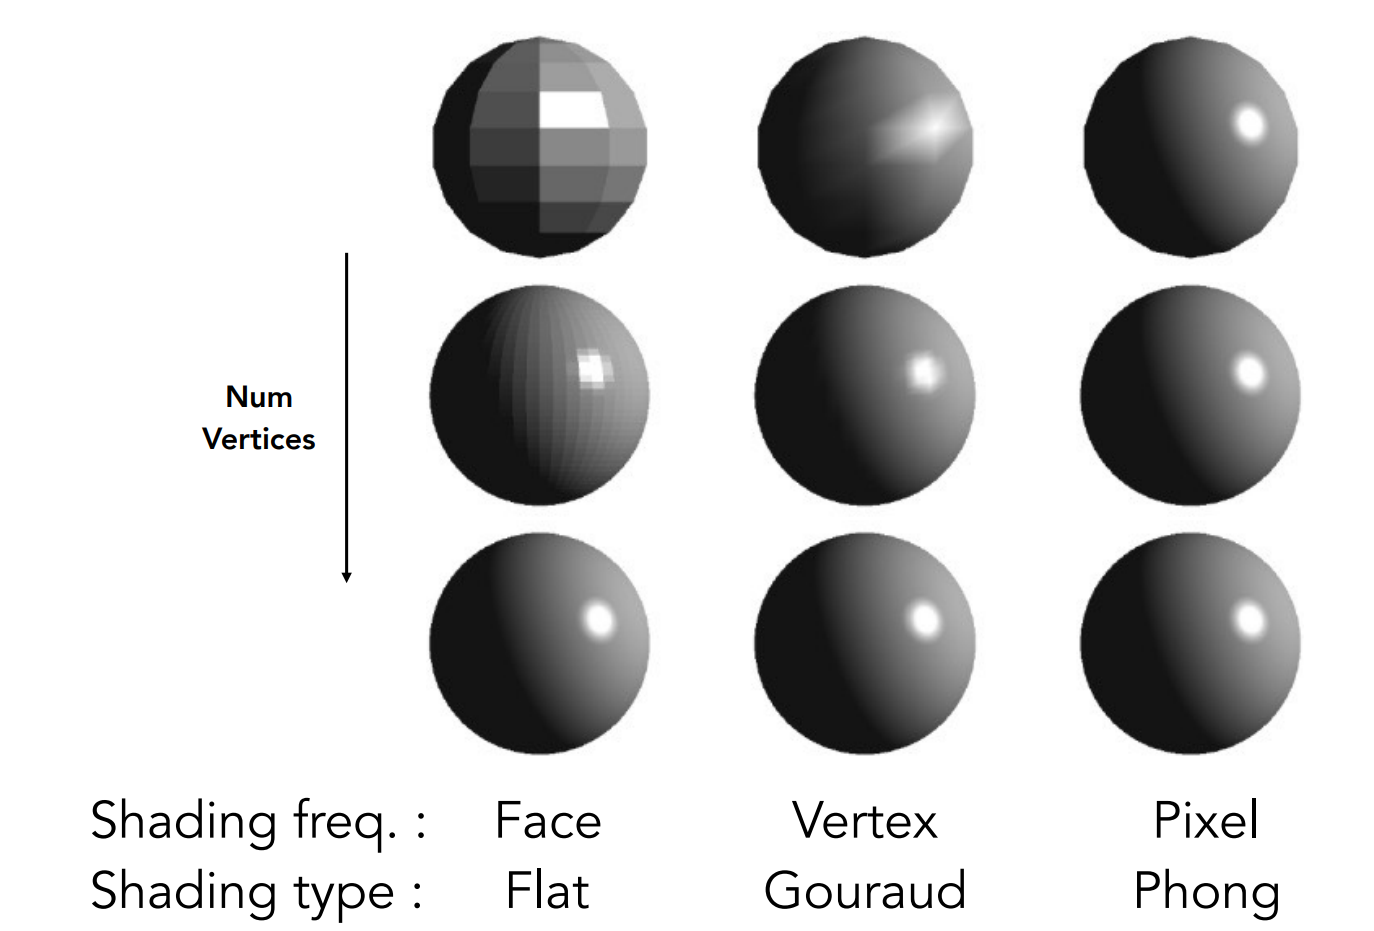 Num
Vertices
Shading freq. : Face Vertex Pixel
Shading type : Flat Gouraud Phong